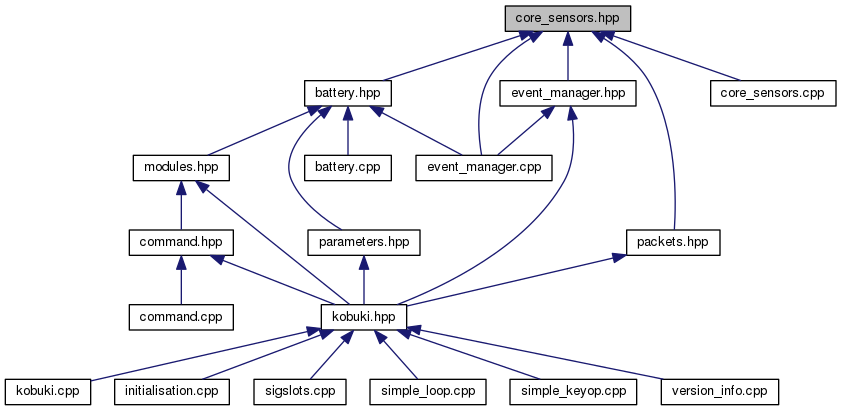 core_sensors.hpp
battery.hpp
event_manager.hpp
core_sensors.cpp
modules.hpp
battery.cpp
event_manager.cpp
command.hpp
parameters.hpp
packets.hpp
command.cpp
kobuki.hpp
kobuki.cpp
initialisation.cpp
sigslots.cpp
simple_loop.cpp
simple_keyop.cpp
version_info.cpp